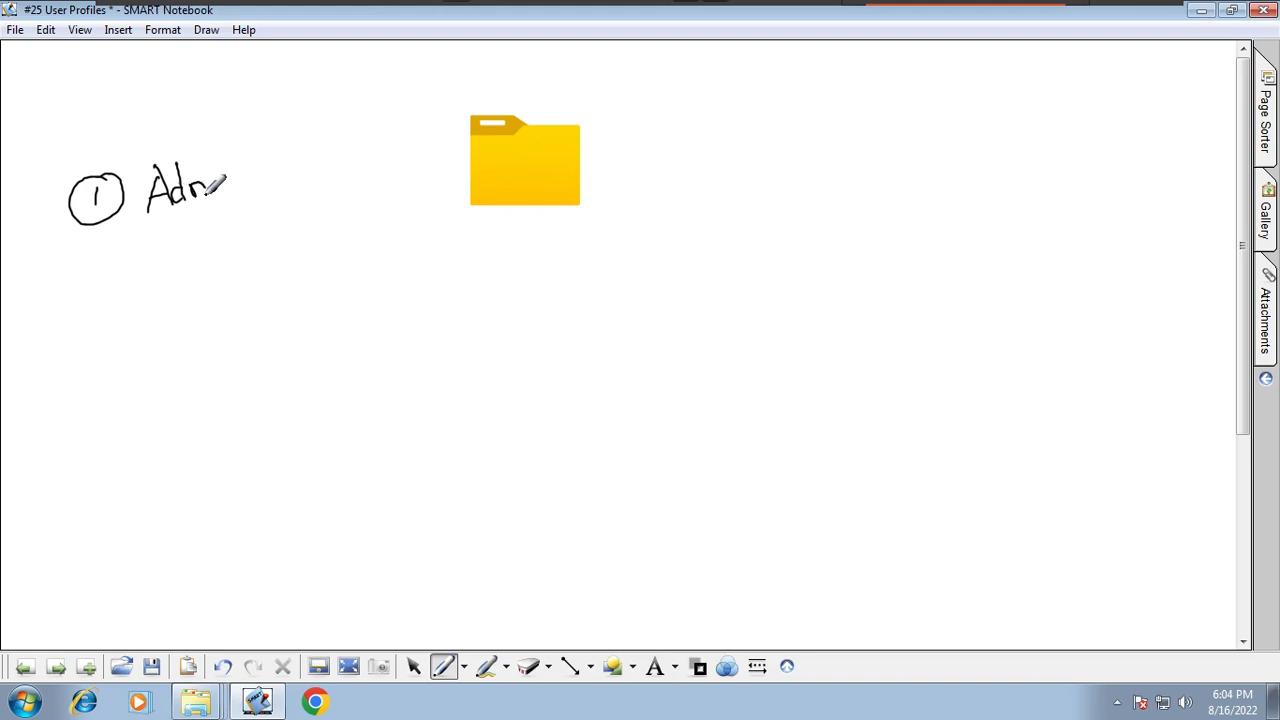 #25 User Profiles * - SMART Notebook
File Edit View Insert Format Draw Help
Page Sorter
Gallery
Attachments
1 Adr
6:04 PM
8/16/2022